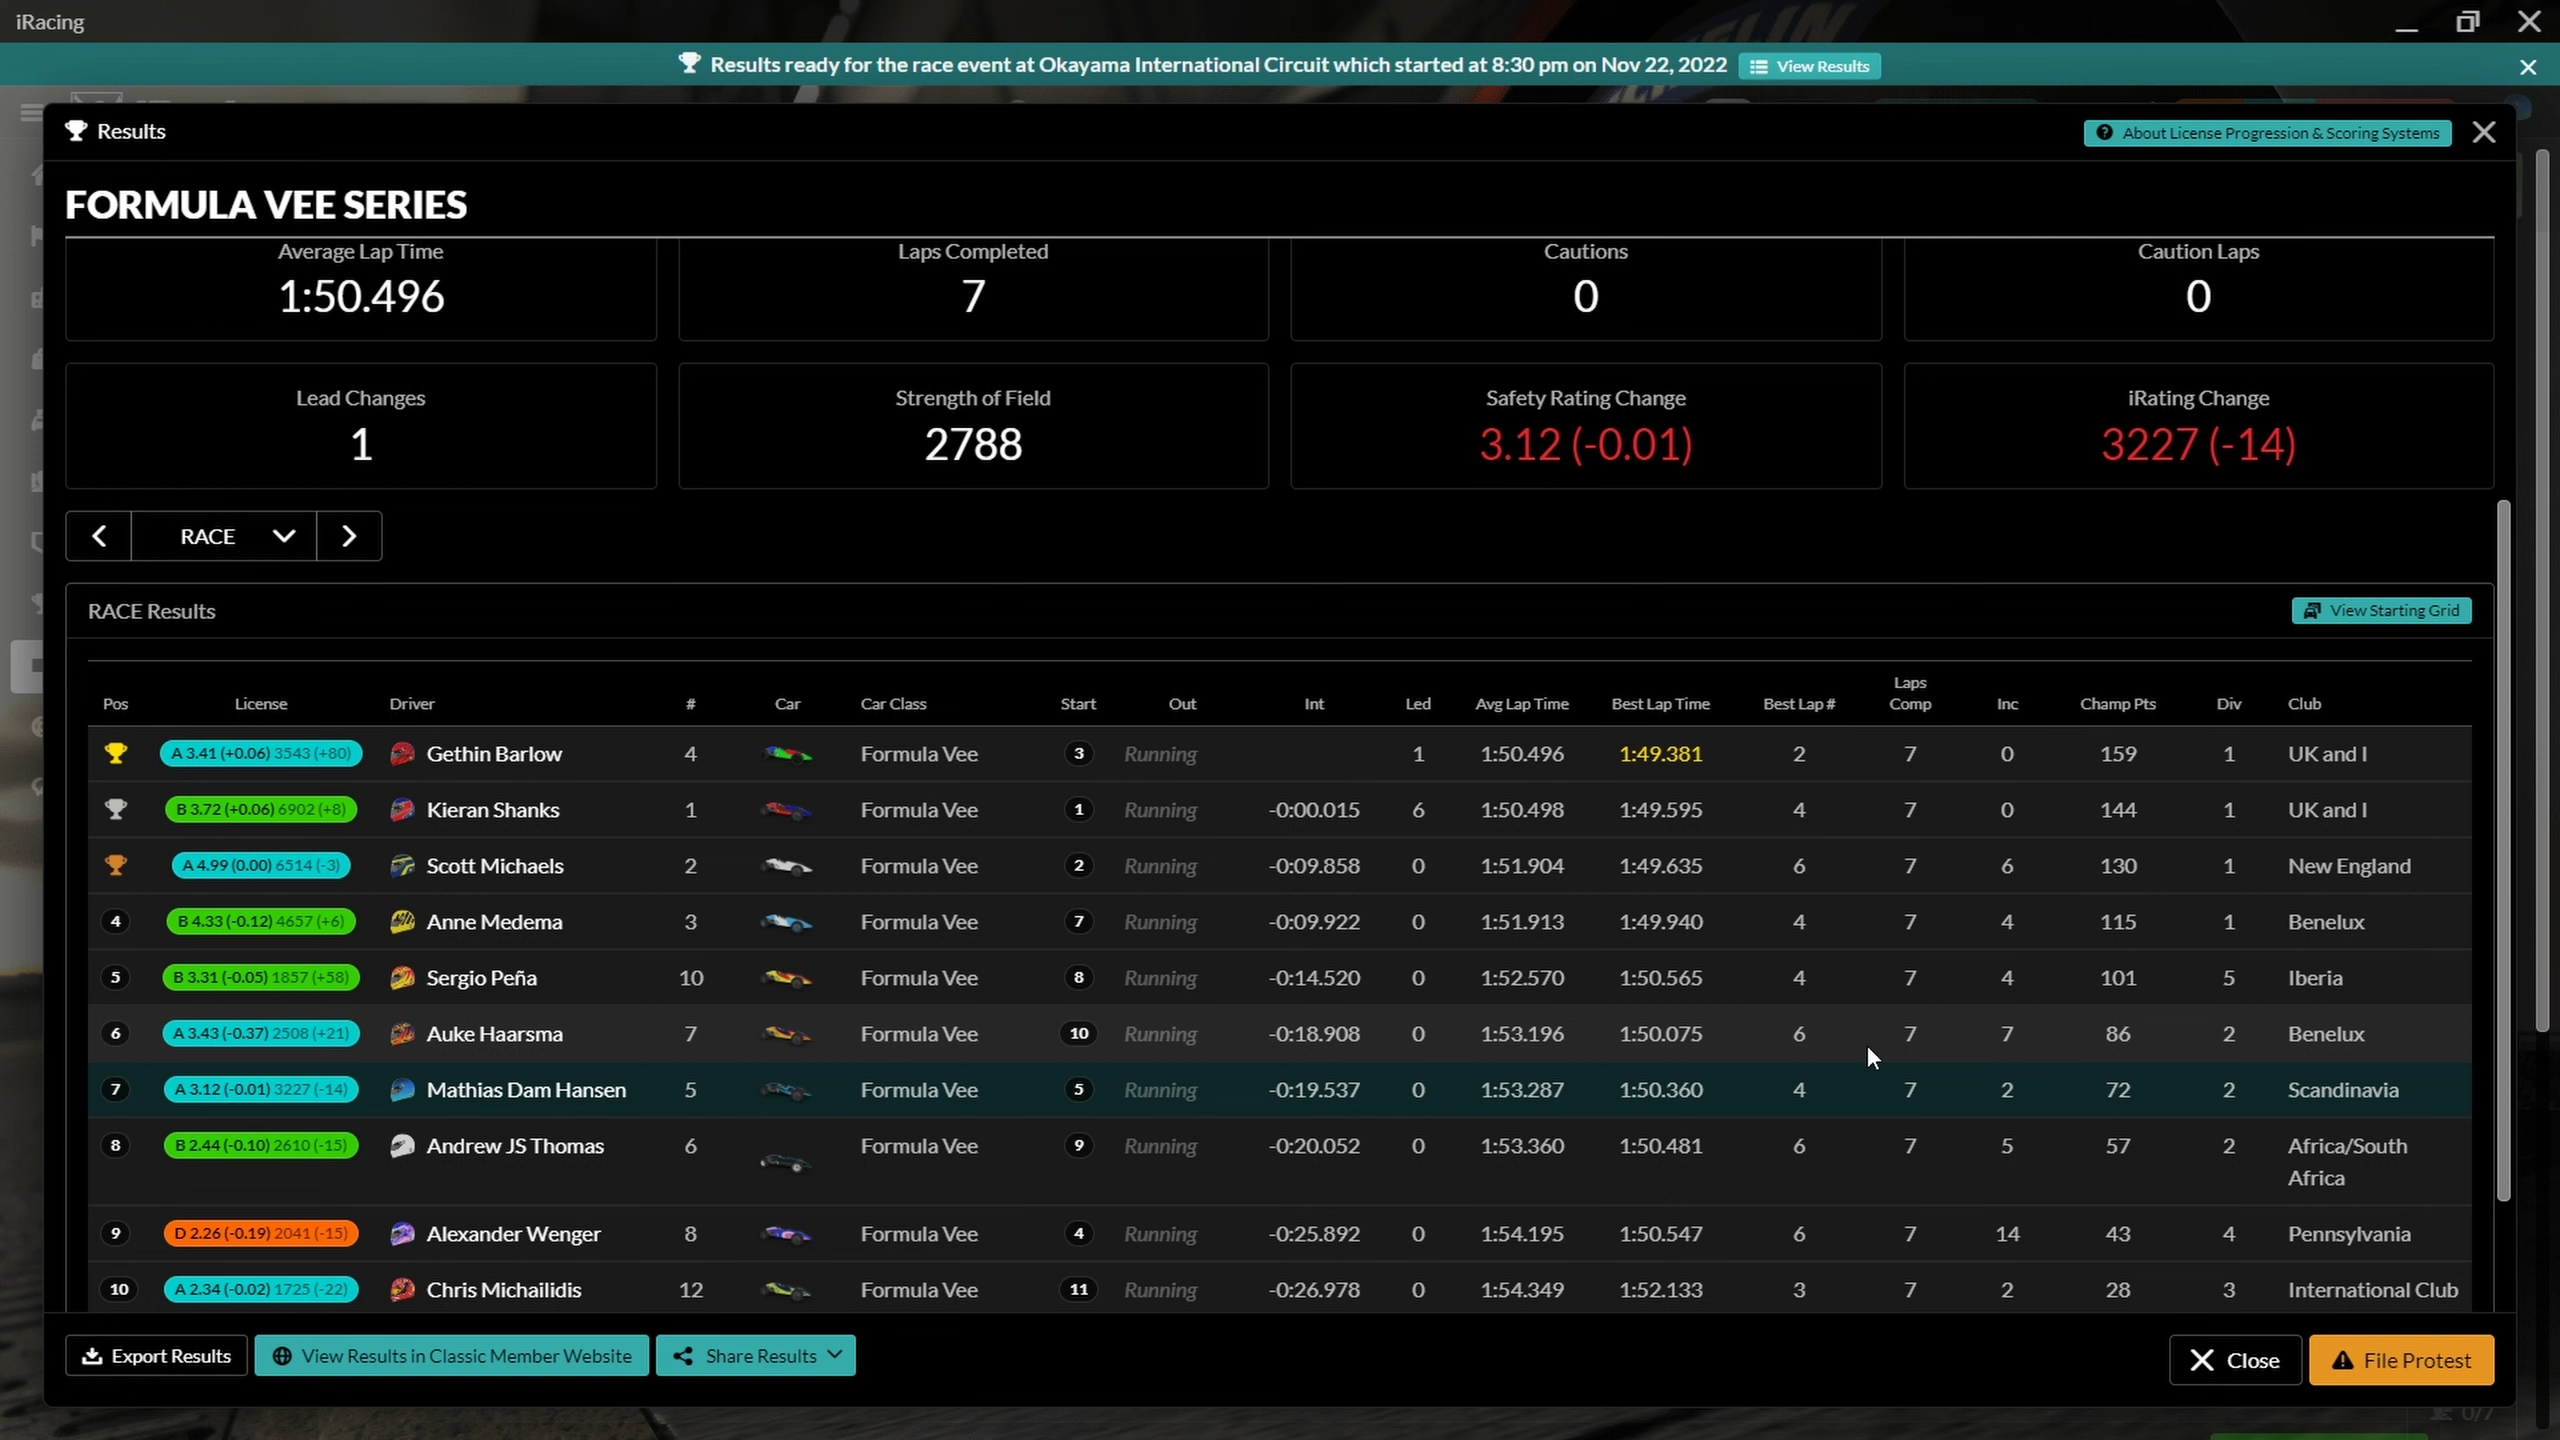 iRacing
Results ready for the race event at Okayama International Circuit which started at 8:30 pm on Nov 22, 2022 View Results
Results About License Progression & Scoring Systems
FORMULA VEE SERIES
Average Lap Time Laps Completed Cautions Caution Laps
1:50.496 7 0 0
Lead Changes Strength of Field Safety Rating Change iRating Change
1 2788 3.12 (-0.01) 3227 (-14)
RACE
RACE Results View Starting Grid
Pos License Driver # Car Car Class Start Out Int Led Avg Lap Time Best Lap Time Best Lap # Laps Comp Inc Champ Pts Div Club
A 3.41 (+0.06) 3543 (+80) Gethin Barlow 4 Formula Vee 3 Running 1 1:50.496 1:49.381 2 7 0 159 1 UK and I
B 3.72 (+0.06) 6902 (+8) Kieran Shanks 1 Formula Vee 1 Running -0:00.015 6 1:50.498 1:49.595 4 7 0 144 1 UK and I
A 4.99 (0.00) 6514 (-3) Scott Michaels 2 Formula Vee 2 Running -0:09.858 0 1:51.904 1:49.635 6 7 6 130 1 New England
4 B 4.33 (-0.12) 4657 (+6) Anne Medema 3 Formula Vee 7 Running -0:09.922 0 1:51.913 1:49.940 4 7 4 115 1 Benelux
5 B 3.31 (-0.05) 1857 (+58) Sergio Peña 10 Formula Vee 8 Running -0:14.520 0 1:52.570 1:50.565 4 7 4 101 5 Iberia
6 A 3.43 (-0.37) 2508 (+21) Auke Haarsma 7 Formula Vee 10 Running -0:18.908 0 1:53.196 1:50.075 6 7 7 86 2 Benelux
7 A 3.12 (-0.01) 3227 (-14) Mathias Dam Hansen 5 Formula Vee 5 Running -0:19.537 0 1:53.287 1:50.360 4 7 2 72 2 Scandinavia
8 B 2.44 (-0.10) 2610 (-15) Andrew JS Thomas 6 Formula Vee 9 Running -0:20.052 0 1:53.360 1:50.481 6 7 5 57 2 Africa/South Africa
9 D 2.26 (-0.19) 2041 (-15) Alexander Wenger 8 Formula Vee 4 Running -0:25.892 0 1:54.195 1:50.547 6 7 14 43 4 Pennsylvania
10 A 2.34 (-0.02) 1725 (-22) Chris Michailidis 12 Formula Vee 11 Running -0:26.978 0 1:54.349 1:52.133 3 7 2 28 3 International Club
Export Results View Results in Classic Member Website Share Results Close File Protest
0/7